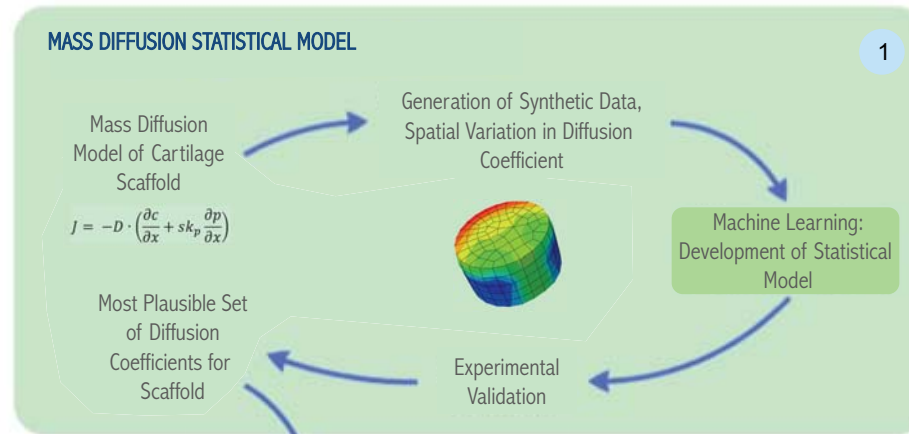 MASS DIFFUSION STATISTICAL MODEL
1
Mass Diffusion
Model of Cartilage
Scaffold
J = −D · (∂c/∂x + sk_p ∂p/∂x)
Generation of Synthetic Data,
Spatial Variation in Diffusion
Coefficient
Machine Learning:
Development of Statistical
Model
Experimental
Validation
Most Plausible Set
of Diffusion
Coefficients for
Scaffold